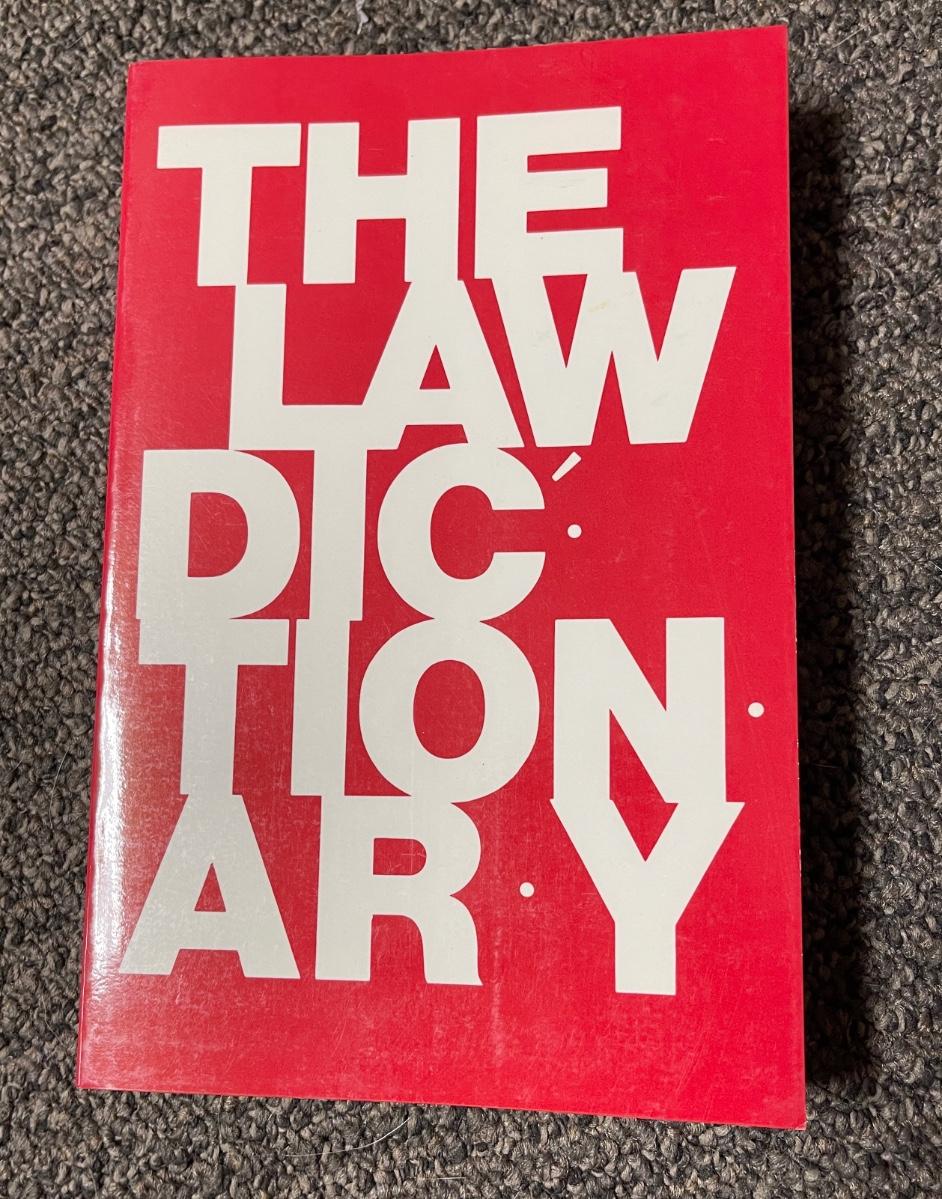 THE
LAW
DIC´·
TION·
AR·Y